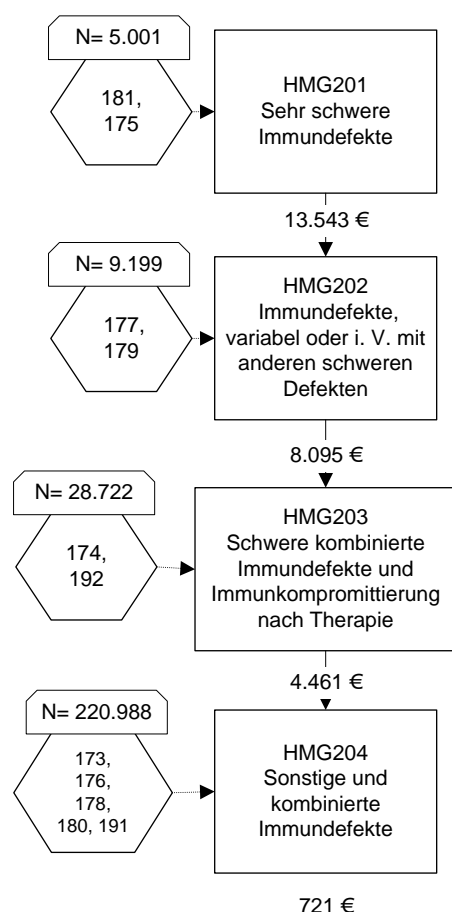 N= 5.001
181,
175
HMG201
Sehr schwere
Immundefekte
13.543 €
N= 9.199
177,
179
HMG202
Immundefekte,
variabel oder i. V. mit
anderen schweren
Defekten
8.095 €
N= 28.722
174,
192
HMG203
Schwere kombinierte
Immundefekte und
Immunkompromittierung
nach Therapie
4.461 €
N= 220.988
173,
176,
178,
180, 191
HMG204
Sonstige und
kombinierte
Immundefekte
721 €